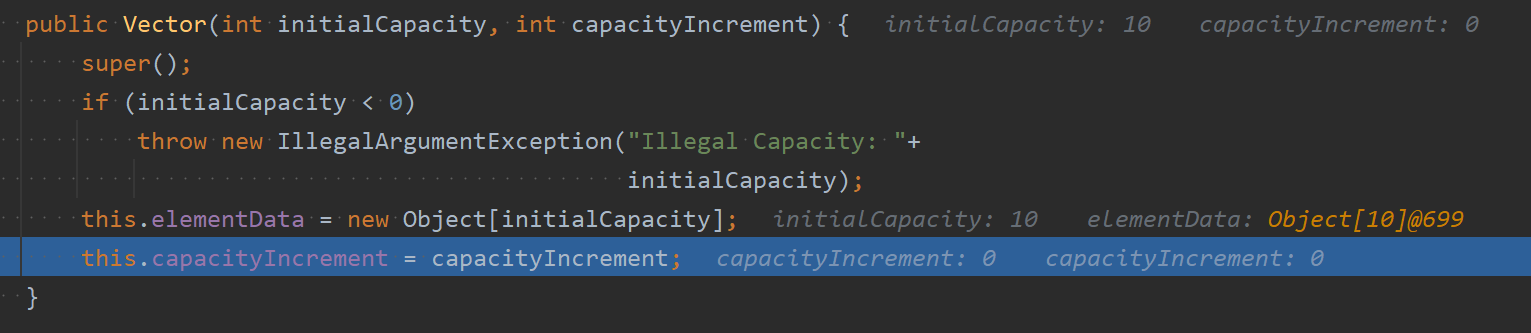 public Vector(int initialCapacity, int capacityIncrement) { initialCapacity: 10 capacityIncrement: 0
super();
if (initialCapacity < 0)
throw new IllegalArgumentException("Illegal Capacity: "+
initialCapacity);
this.elementData = new Object[initialCapacity]; initialCapacity: 10 elementData: Object[10]@699
this.capacityIncrement = capacityIncrement; capacityIncrement: 0 capacityIncrement: 0
}